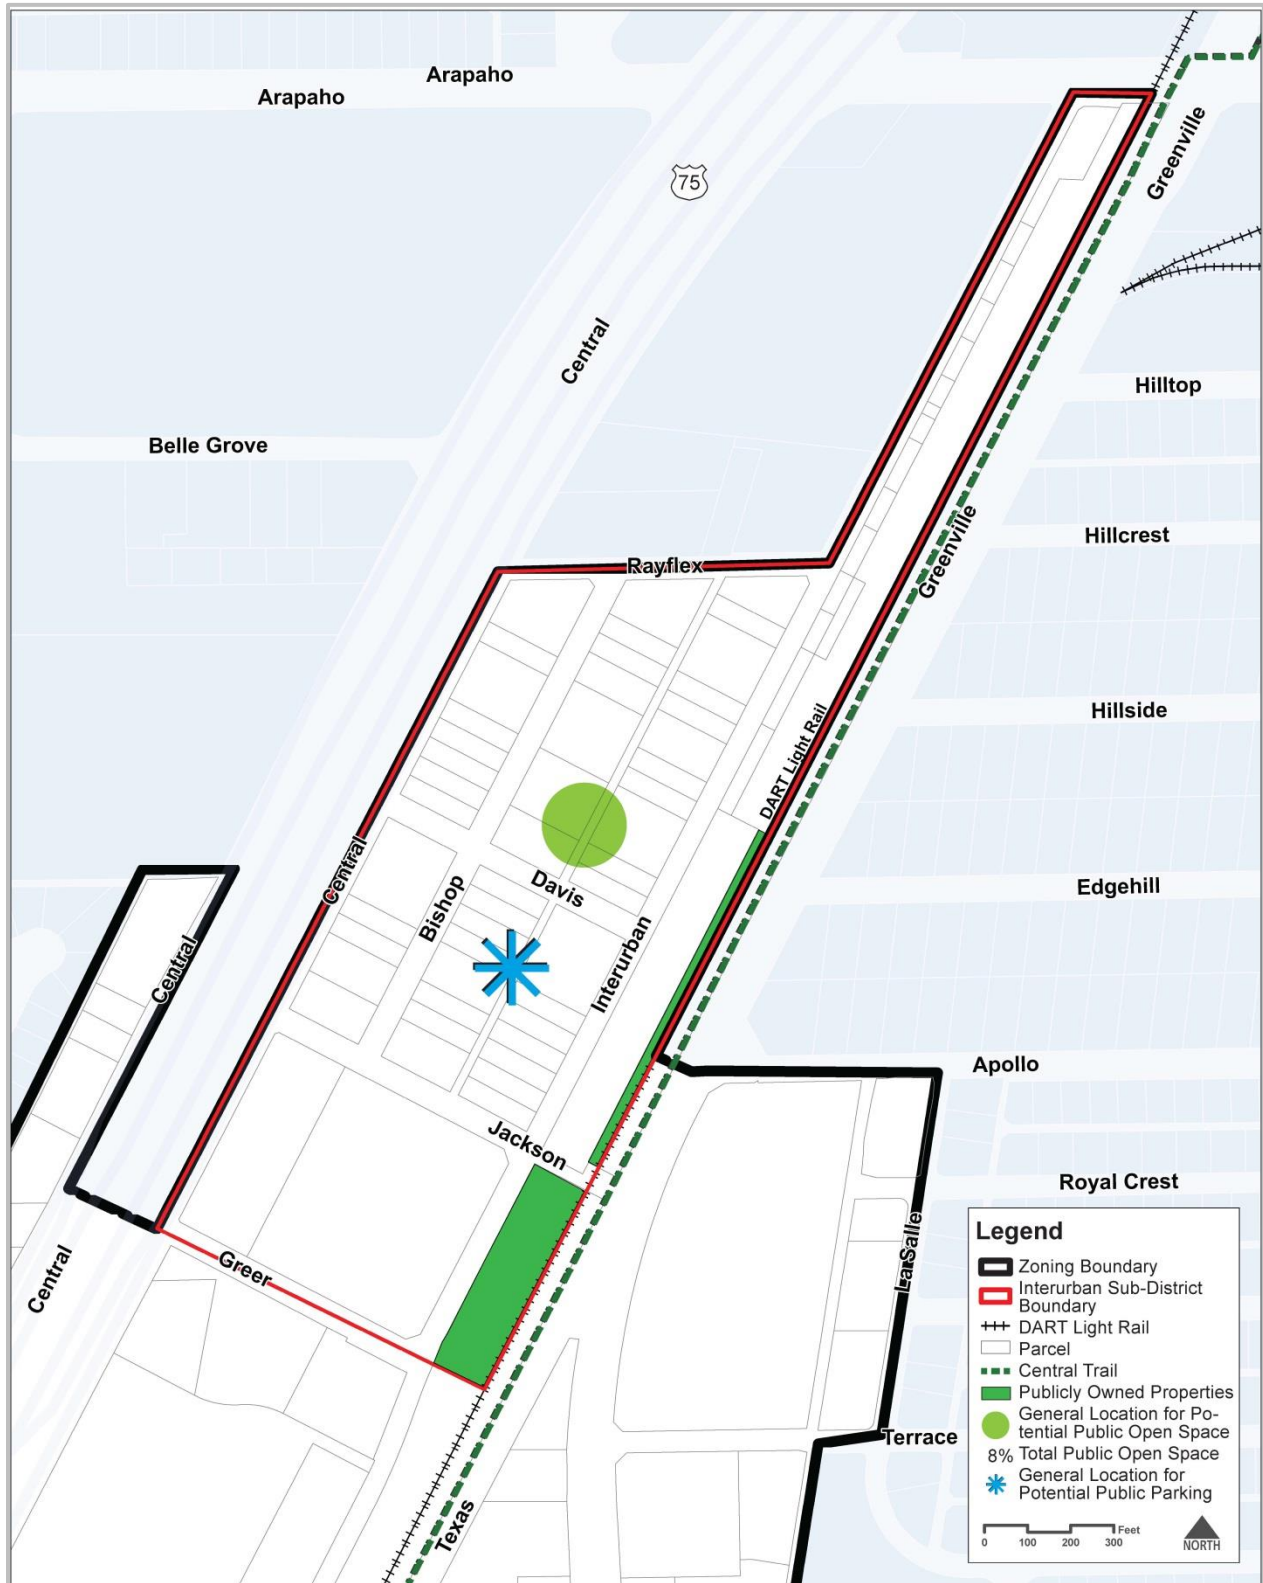 Arapaho
Arapaho
75
Greenville
Central
Hilltop
Belle Grove
Hillcrest
Greenville
Rayflex
Hillside
DART Light Rail
Central
Davis
Edgehill
Bishop
Interurban
Central
Apollo
Jackson
Royal Crest
Greer
Central
La Salle
Terrace
Texas
Legend
Zoning Boundary
Interurban Sub-District
Boundary
DART Light Rail
Parcel
Central Trail
Publicly Owned Properties
General Location for Po-
tential Public Open Space
8% Total Public Open Space
General Location for
Potential Public Parking
Feet
0 100 200 300
NORTH